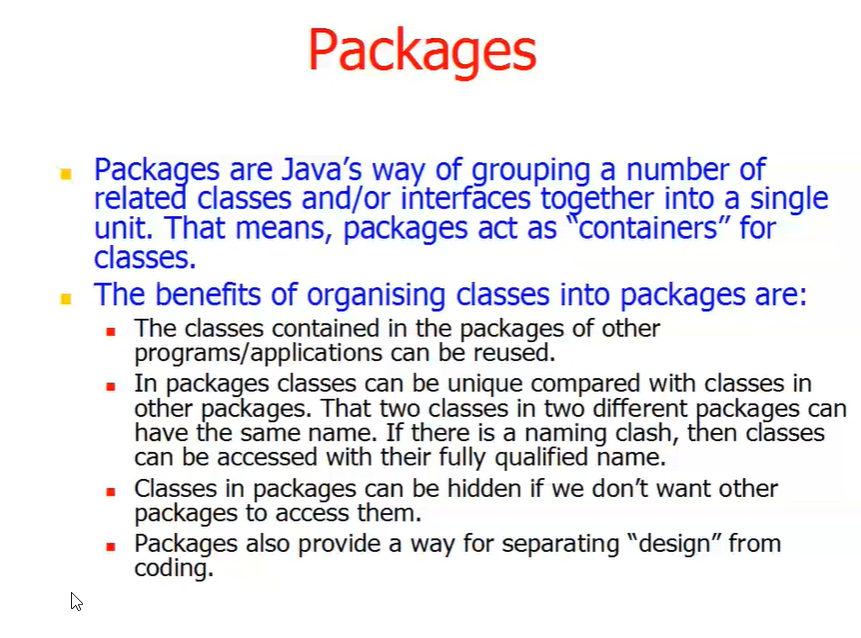 Packages
Packages are Java's way of grouping a number of
related classes and/or interfaces together into a single
unit. That means, packages act as “containers” for
classes.
The benefits of organising classes into packages are:
The classes contained in the packages of other
programs/applications can be reused.
In packages classes can be unique compared with classes in
other packages. That two classes in two different packages can
have the same name. If there is a naming clash, then classes
can be accessed with their fully qualified name.
Classes in packages can be hidden if we don't want other
packages to access them.
Packages also provide a way for separating “design” from
coding.